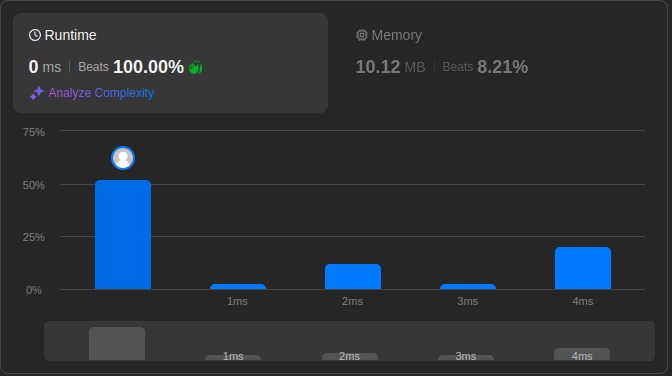 Runtime
0 ms | Beats 100.00%
Analyze Complexity
Memory
10.12 MB | Beats 8.21%
75%
50%
25%
0%
1ms 2ms 3ms 4ms
1ms 2ms 3ms 4ms